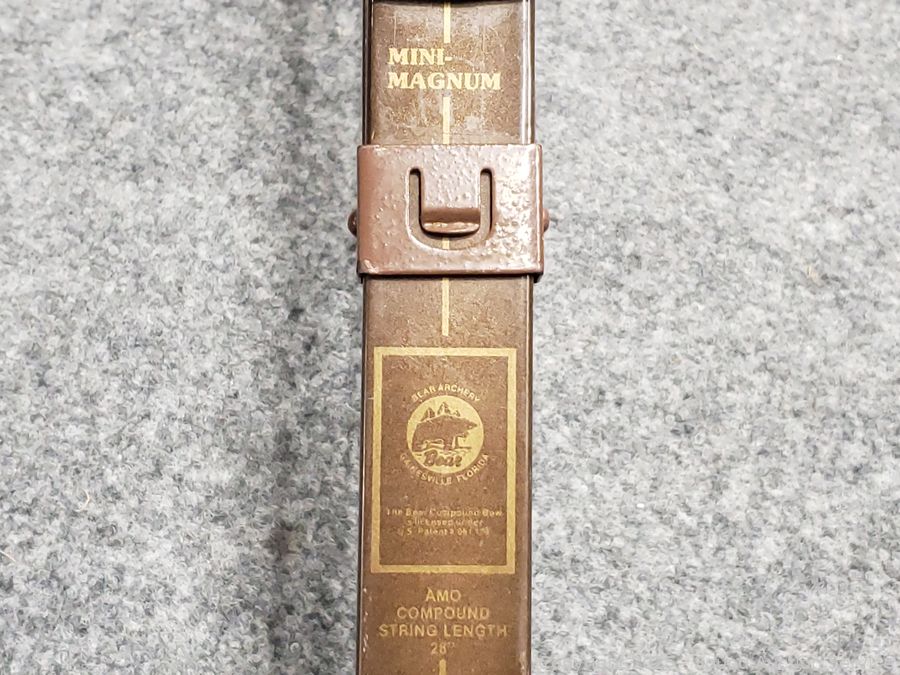 MINI-
MAGNUM
BEAR ARCHERY
Bear
GAINESVILLE FLORIDA
The Bear Compound Bow
is licensed under
U.S. Patent
AMO
COMPOUND
STRING LENGTH
28"